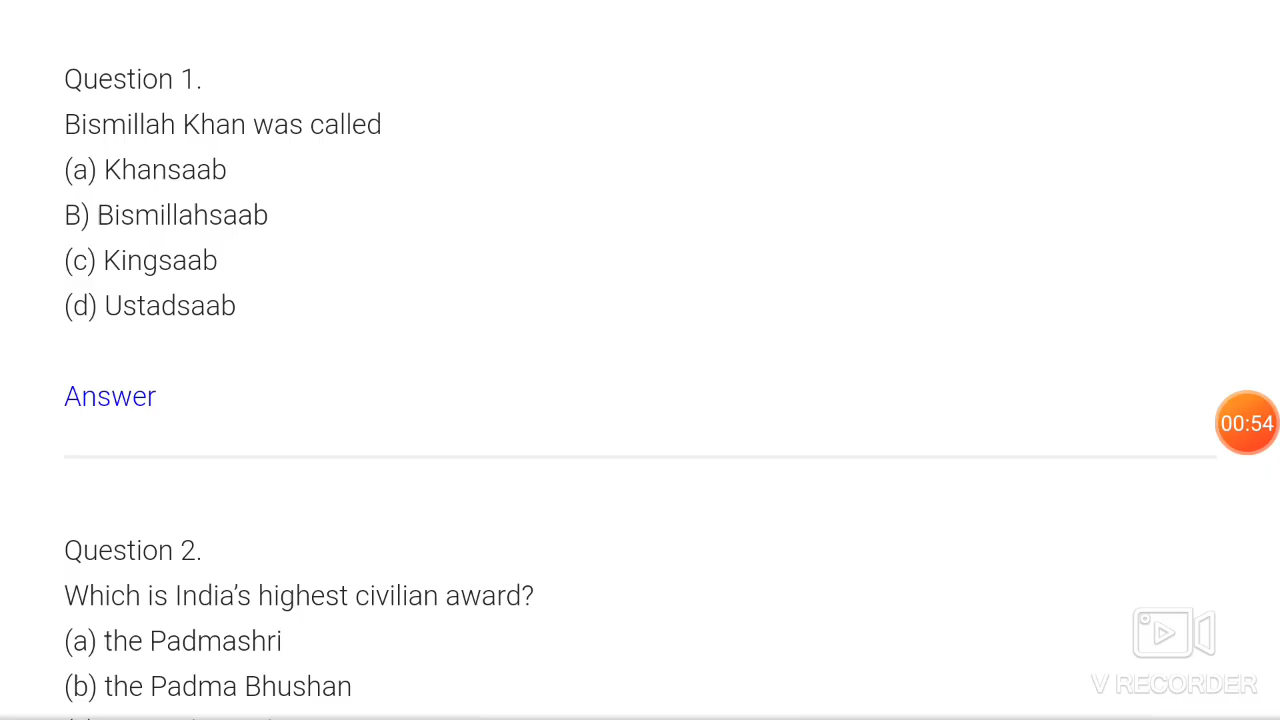 Question 1.
Bismillah Khan was called
(a) Khansaab
B) Bismillahsaab
(c) Kingsaab
(d) Ustadsaab
Answer
00:54
Question 2.
Which is India’s highest civilian award?
(a) the Padmashri
(b) the Padma Bhushan
V RECORDER